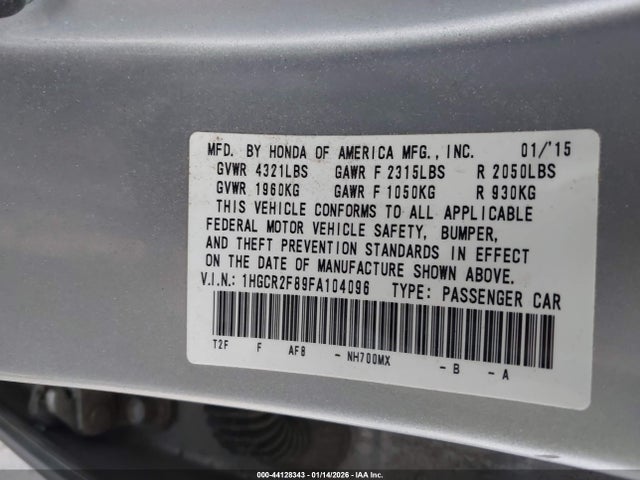 MFD. BY HONDA OF AMERICA MFG., INC. 01/'15
GVWR 4321LBS GAWR F 2315LBS R 2050LBS
GVWR 1960KG GAWR F 1050KG R 930KG
THIS VEHICLE CONFORMS TO ALL APPLICABLE
FEDERAL MOTOR VEHICLE SAFETY, BUMPER,
AND THEFT PREVENTION STANDARDS IN EFFECT
ON THE DATE OF MANUFACTURE SHOWN ABOVE.
V.I.N.: 1HGCR2F89FA104096 TYPE: PASSENGER CAR
T2F F AF8 - NH700MX - B - A
000-44128343 - 01/14/2026 - IAA Inc.